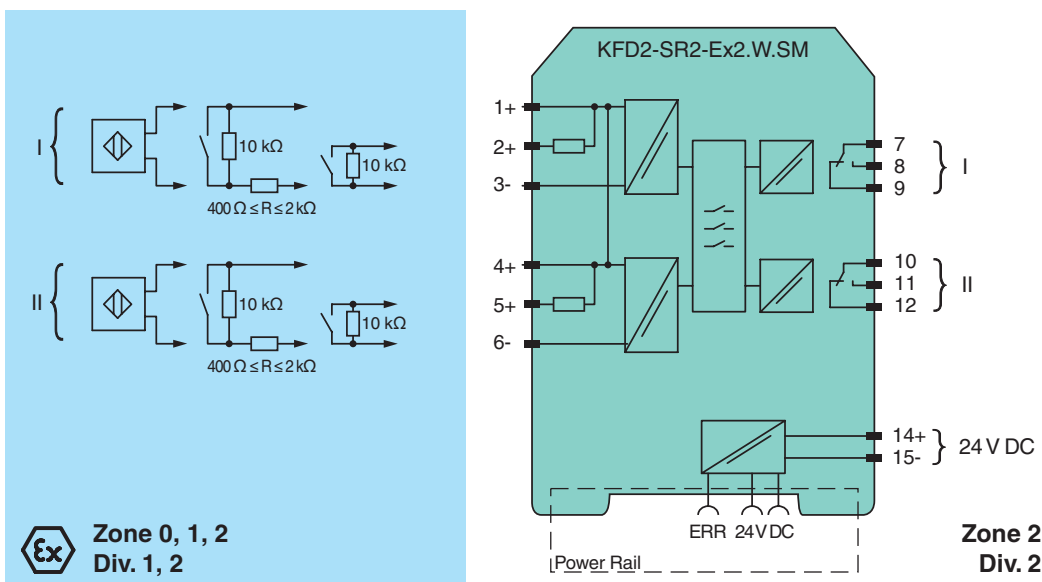 I
10 kΩ
10 kΩ
400 Ω ≤ R ≤ 2 kΩ
II
10 kΩ
10 kΩ
400 Ω ≤ R ≤ 2 kΩ
Ex
Zone 0, 1, 2
Div. 1, 2
KFD2-SR2-Ex2.W.SM
1+
2+
3-
4+
5+
6-
7
8
9
I
10
11
12
II
14+
15-
24 V DC
ERR 24 V DC
Power Rail
Zone 2
Div. 2